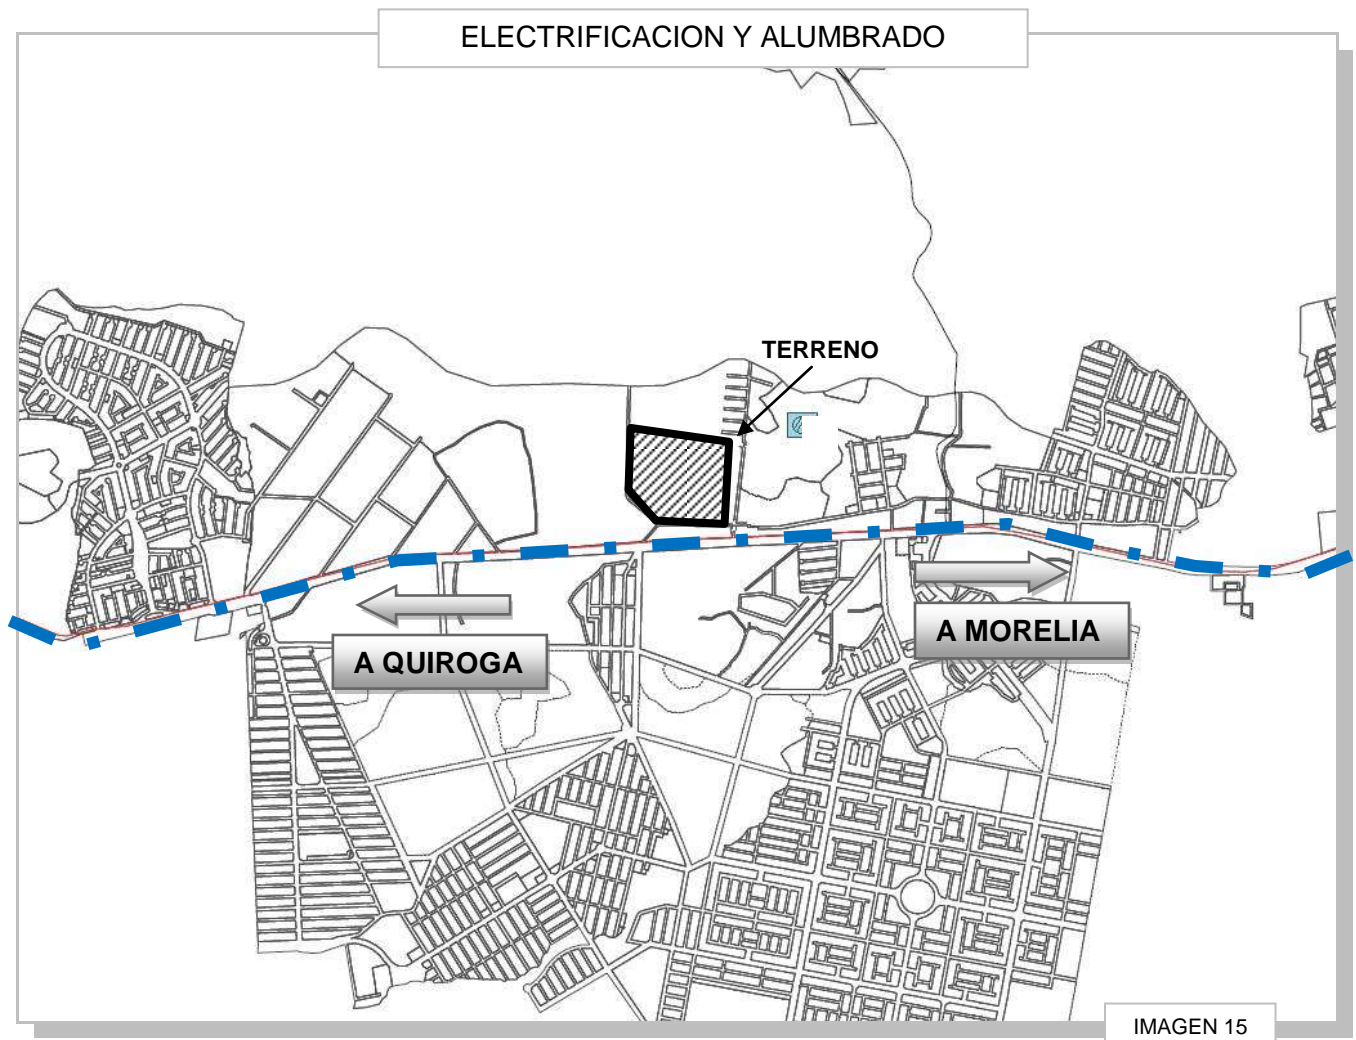 ELECTRIFICACION Y ALUMBRADO
TERRENO
A MORELIA
A QUIROGA
IMAGEN 15